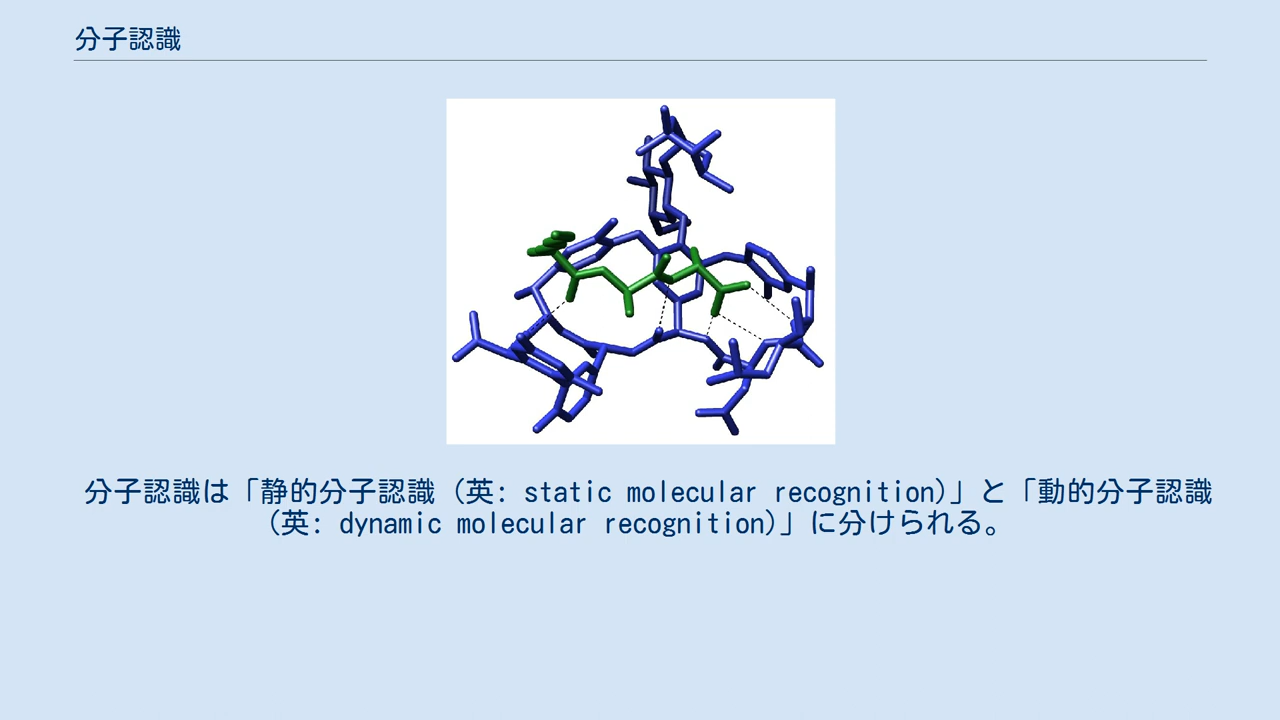 分子認識
分子認識は「静的分子認識（英: static molecular recognition）」と「動的分子認識
（英: dynamic molecular recognition）」に分けられる。